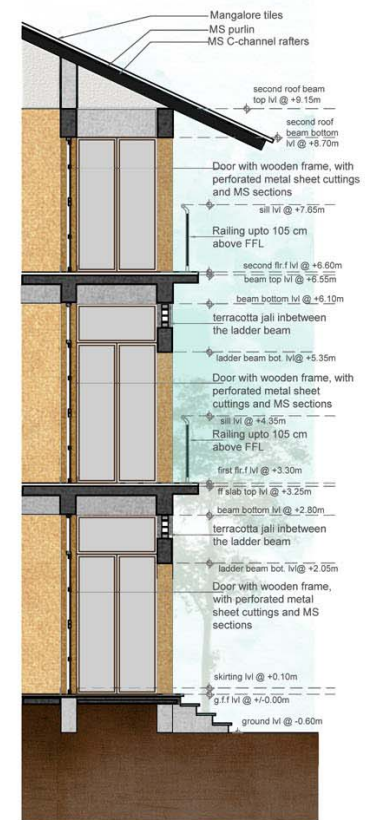 Mangalore tiles
MS purlin
MS C-channel rafters
second roof beam
top lvl @ +9.15m
second roof
beam bottom
lvl @ +8.70m
Door with wooden frame, with
perforated metal sheet cuttings
and MS sections
sill lvl @ +7.65m
Railing upto 105 cm
above FFL
second flr.f lvl @ +6.60m
beam top lvl @ +6.55m
beam bottom lvl @ +6.10m
terracotta jali inbetween
the ladder beam
ladder beam bot. lvl@ +5.35m
Door with wooden frame, with
perforated metal sheet
cuttings and MS sections
sill lvl @ +4.35m
Railing upto 105 cm
above FFL
first flr.f lvl @ +3.30m
ff slab top lvl @ +3.25m
beam bottom lvl @ +2.80m
terracotta jali inbetween
the ladder beam
ladder beam bot. lvl@ +2.05m
Door with wooden frame,
with perforated metal
sheet cuttings and MS
sections
skirting lvl @ +0.10m
g.f.f lvl @ +/-0.00m
ground lvl @ -0.60m